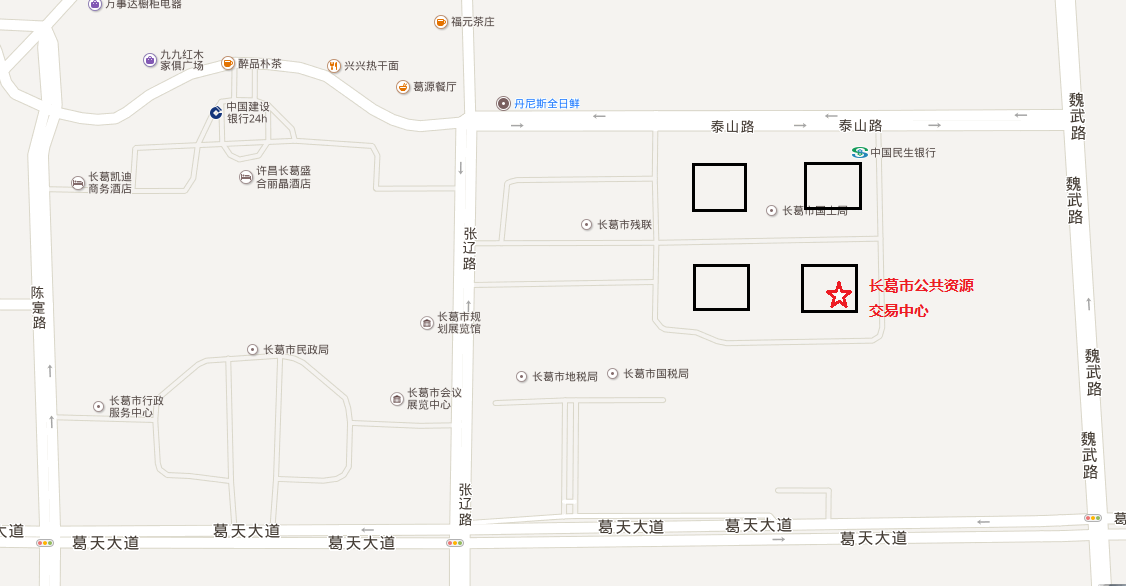 万事达橱柜电器
福元茶庄
九九红木
家俱广场
醉品朴茶
兴兴热干面
葛源餐厅
中国建设
银行24h
丹尼斯全日鲜
泰山路
泰山路
魏武路
中国民生银行
长葛凯迪
商务酒店
许昌长葛盛
合丽晶酒店
魏武路
长葛市国土局
长葛市残联
张辽路
长葛市公共资源
交易中心
陈寔路
长葛市规
划展览馆
长葛市民政局
魏武路
长葛市地税局
长葛市国税局
长葛市行政
服务中心
长葛市会议
展览中心
魏武路
张辽路
大道
葛天大道
葛天大道
葛天大道
葛
葛天大道
葛天大道
葛天大道